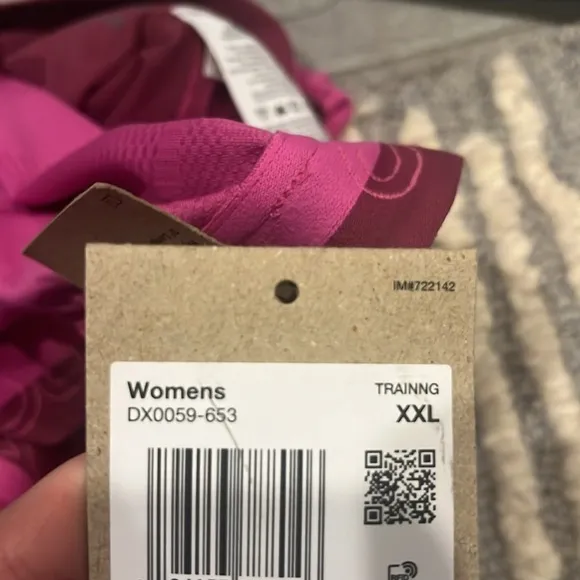 IM#722142
Womens
TRAINNG
DX0059-653
XXL